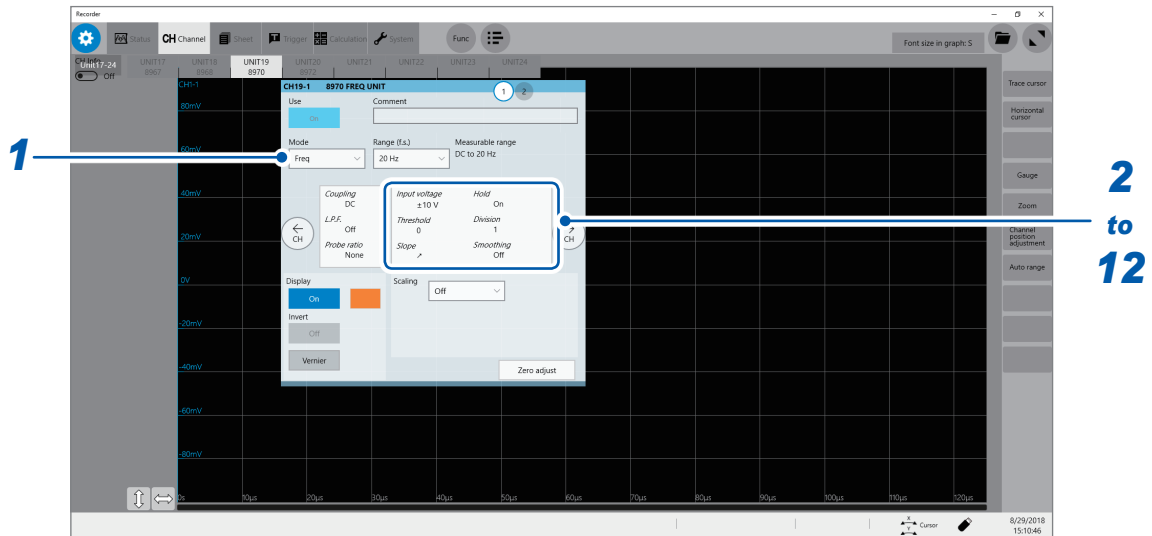 Recorder
Status CH Channel Sheet Trigger Calculation System Func Font size in graph: S
CH Info
Unit17-24
Off
UNIT17 UNIT18 UNIT19 UNIT20 UNIT21 UNIT22 UNIT23 UNIT24
8967 8968 8970 8972
CH1-1
80mV
60mV
40mV
20mV
0V
-20mV
-40mV
-60mV
-80mV
CH19-1 8970 FREQ UNIT 1 2
Use Comment
On
Mode Range (f.s.) Measurable range
Freq 20 Hz DC to 20 Hz
Coupling
DC
L.P.F.
Off
Probe ratio
None
Input voltage Hold
±10 V On
Threshold Division
0 1
Slope Smoothing
↗ Off
← CH
→ CH
Display
On
Invert
Off
Vernier
Scaling Off
Zero adjust
Trace cursor
Horizontal
cursor
Gauge
Zoom
Channel
position
adjustment
Auto range
0s 10μs 20μs 30μs 40μs 50μs 60μs 70μs 80μs 90μs 100μs 110μs 120μs
X
Y
Cursor
8/29/2018
15:10:46
1
2
to
12